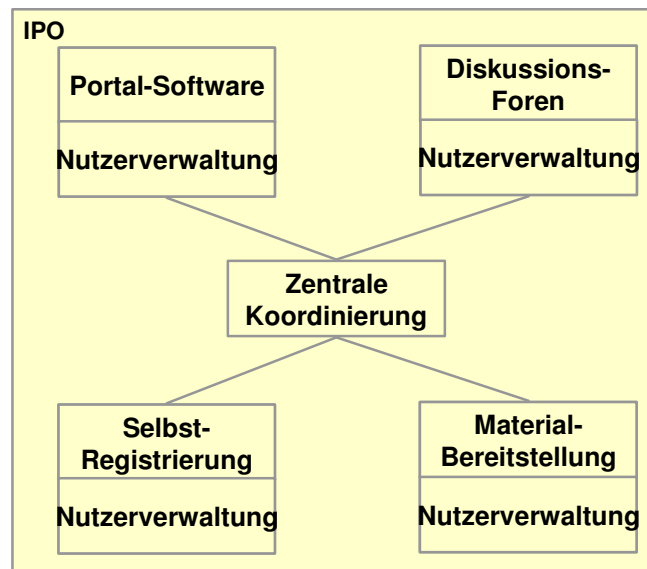 IPO
Portal-Software
Nutzerverwaltung
Diskussions-
Foren
Nutzerverwaltung
Zentrale
Koordinierung
Selbst-
Registrierung
Nutzerverwaltung
Material-
Bereitstellung
Nutzerverwaltung